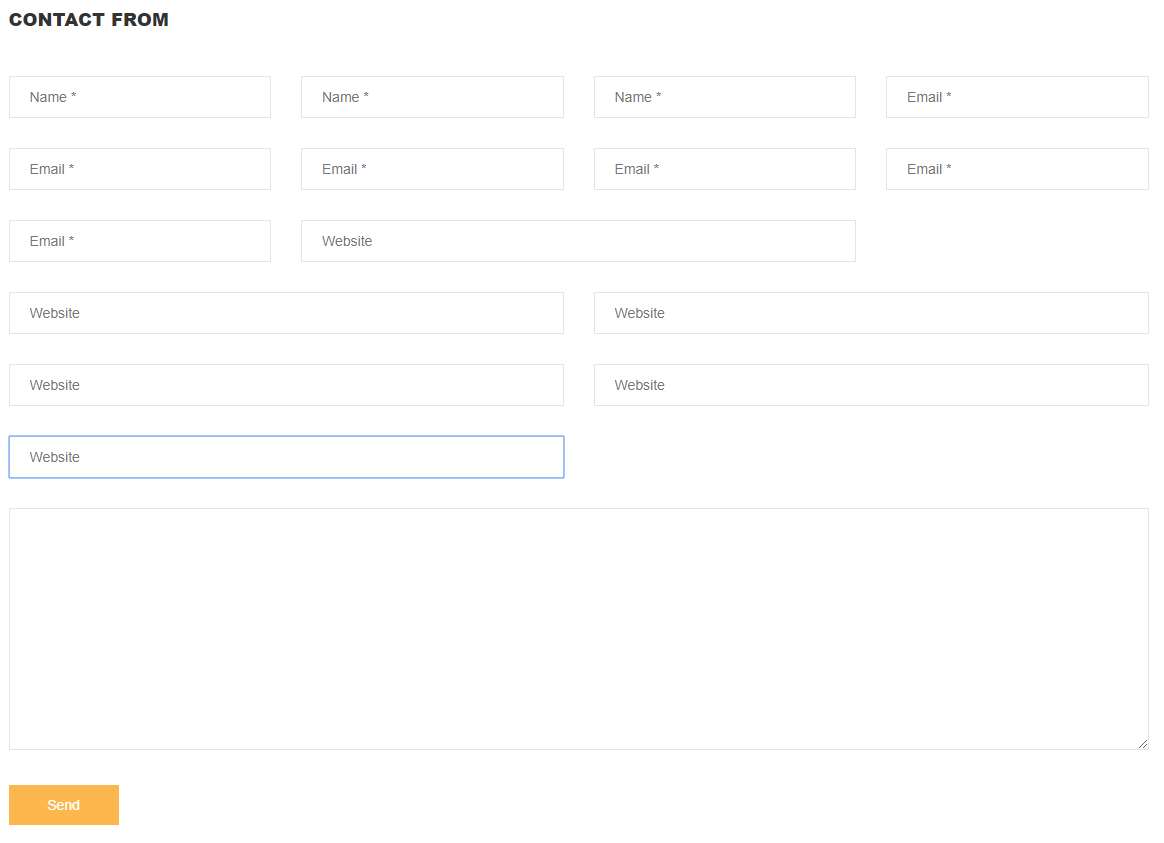 CONTACT FROM
Name * Name * Name * Email *
Email * Email * Email * Email *
Email * Website
Website Website
Website Website
Website
Send